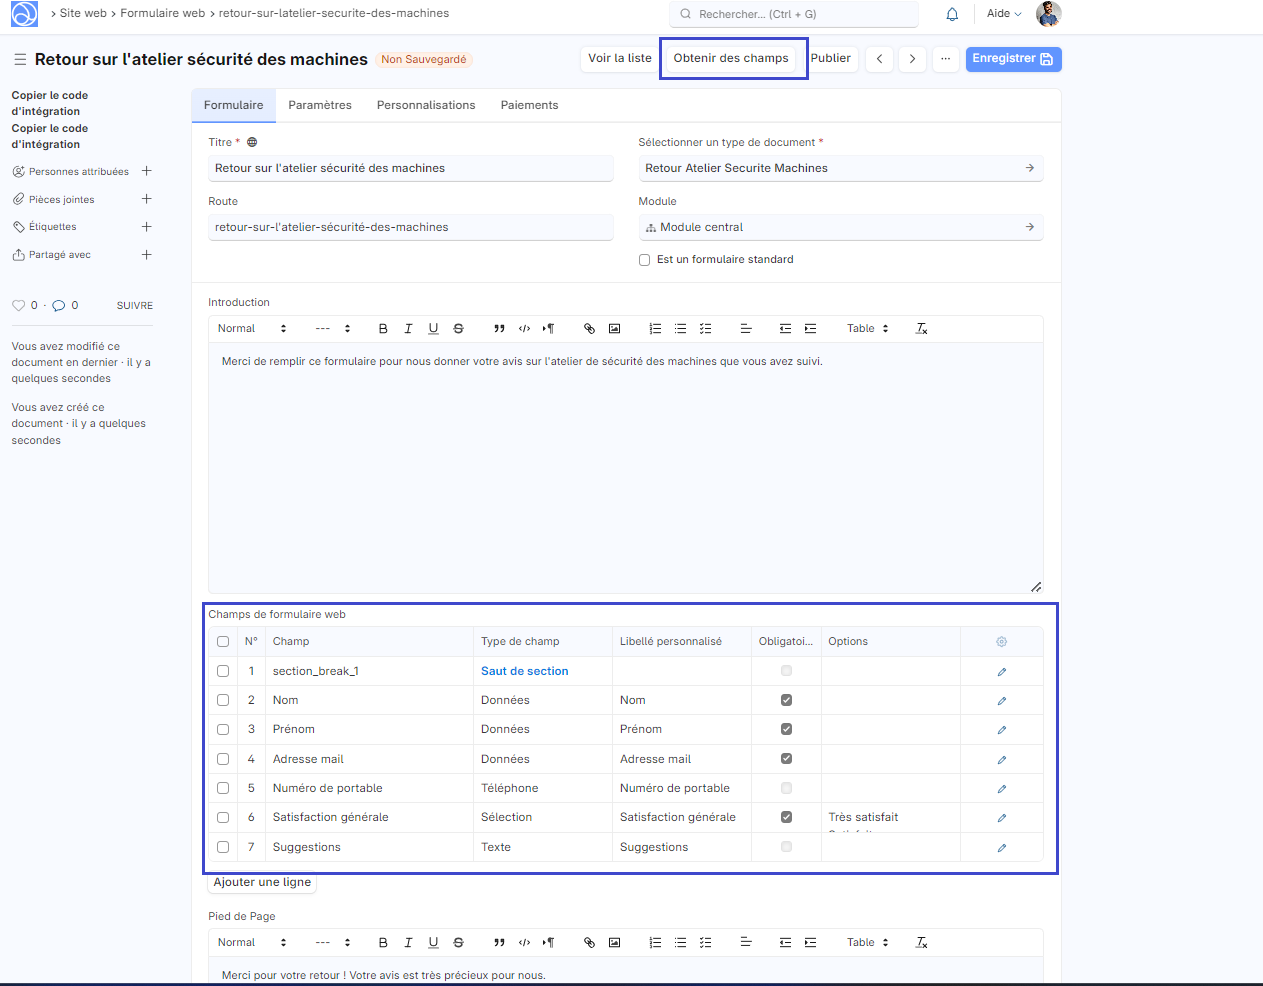 Site web > Formulaire web > retour-sur-latelier-securite-des-machines
Rechercher... (Ctrl + G)
Aide
Retour sur l'atelier sécurité des machines
Non Sauvegardé
Voir la liste
Obtenir des champs
Publier
Enregistrer
Copier le code d'intégration
Copier le code d'intégration
Personnes attribuées
Pièces jointes
Étiquettes
Partagé avec
0 · 0 SUIVRE
Vous avez modifié ce
document en dernier · il y a
quelques secondes
Vous avez créé ce
document · il y a quelques
secondes
Formulaire Paramètres Personnalisations Paiements
Titre *
Retour sur l'atelier sécurité des machines
Sélectionner un type de document *
Retour Atelier Securite Machines
Route
retour-sur-l'atelier-sécurité-des-machines
Module
Module central
Est un formulaire standard
Introduction
Normal --- B I U S Table
Merci de remplir ce formulaire pour nous donner votre avis sur l'atelier de sécurité des machines que vous avez suivi.
Champs de formulaire web
N° Champ Type de champ Libellé personnalisé Obligatoi... Options
1 section_break_1 Saut de section
2 Nom Données Nom
3 Prénom Données Prénom
4 Adresse mail Données Adresse mail
5 Numéro de portable Téléphone Numéro de portable
6 Satisfaction générale Sélection Satisfaction générale Très satisfait
7 Suggestions Texte Suggestions
Ajouter une ligne
Pied de Page
Normal --- B I U S Table
Merci pour votre retour ! Votre avis est très précieux pour nous.